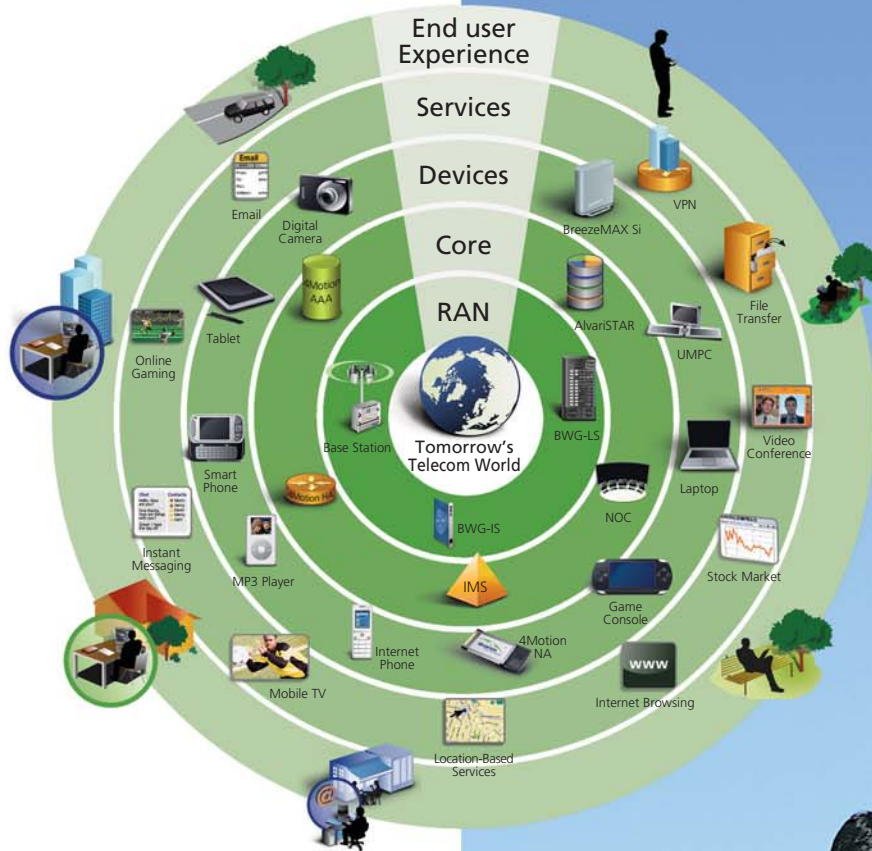 End user
Experience
Services
Devices
Core
RAN
Tomorrow's
Telecom World
Email
Email
Digital
Camera
4Motion
AAA
BreezeMAX Si
VPN
AlvariSTAR
File
Transfer
Tablet
Online
Gaming
UMPC
Base Station
BWG-LS
Video
Conference
Smart
Phone
4Motion HA
Laptop
NOC
Chat
Contacts
Instant
Messaging
MP3 Player
BWG-IS
IMS
Game
Console
Stock Market
Internet
Phone
4Motion
NA
Mobile TV
www
Internet Browsing
@
Location-Based
Services